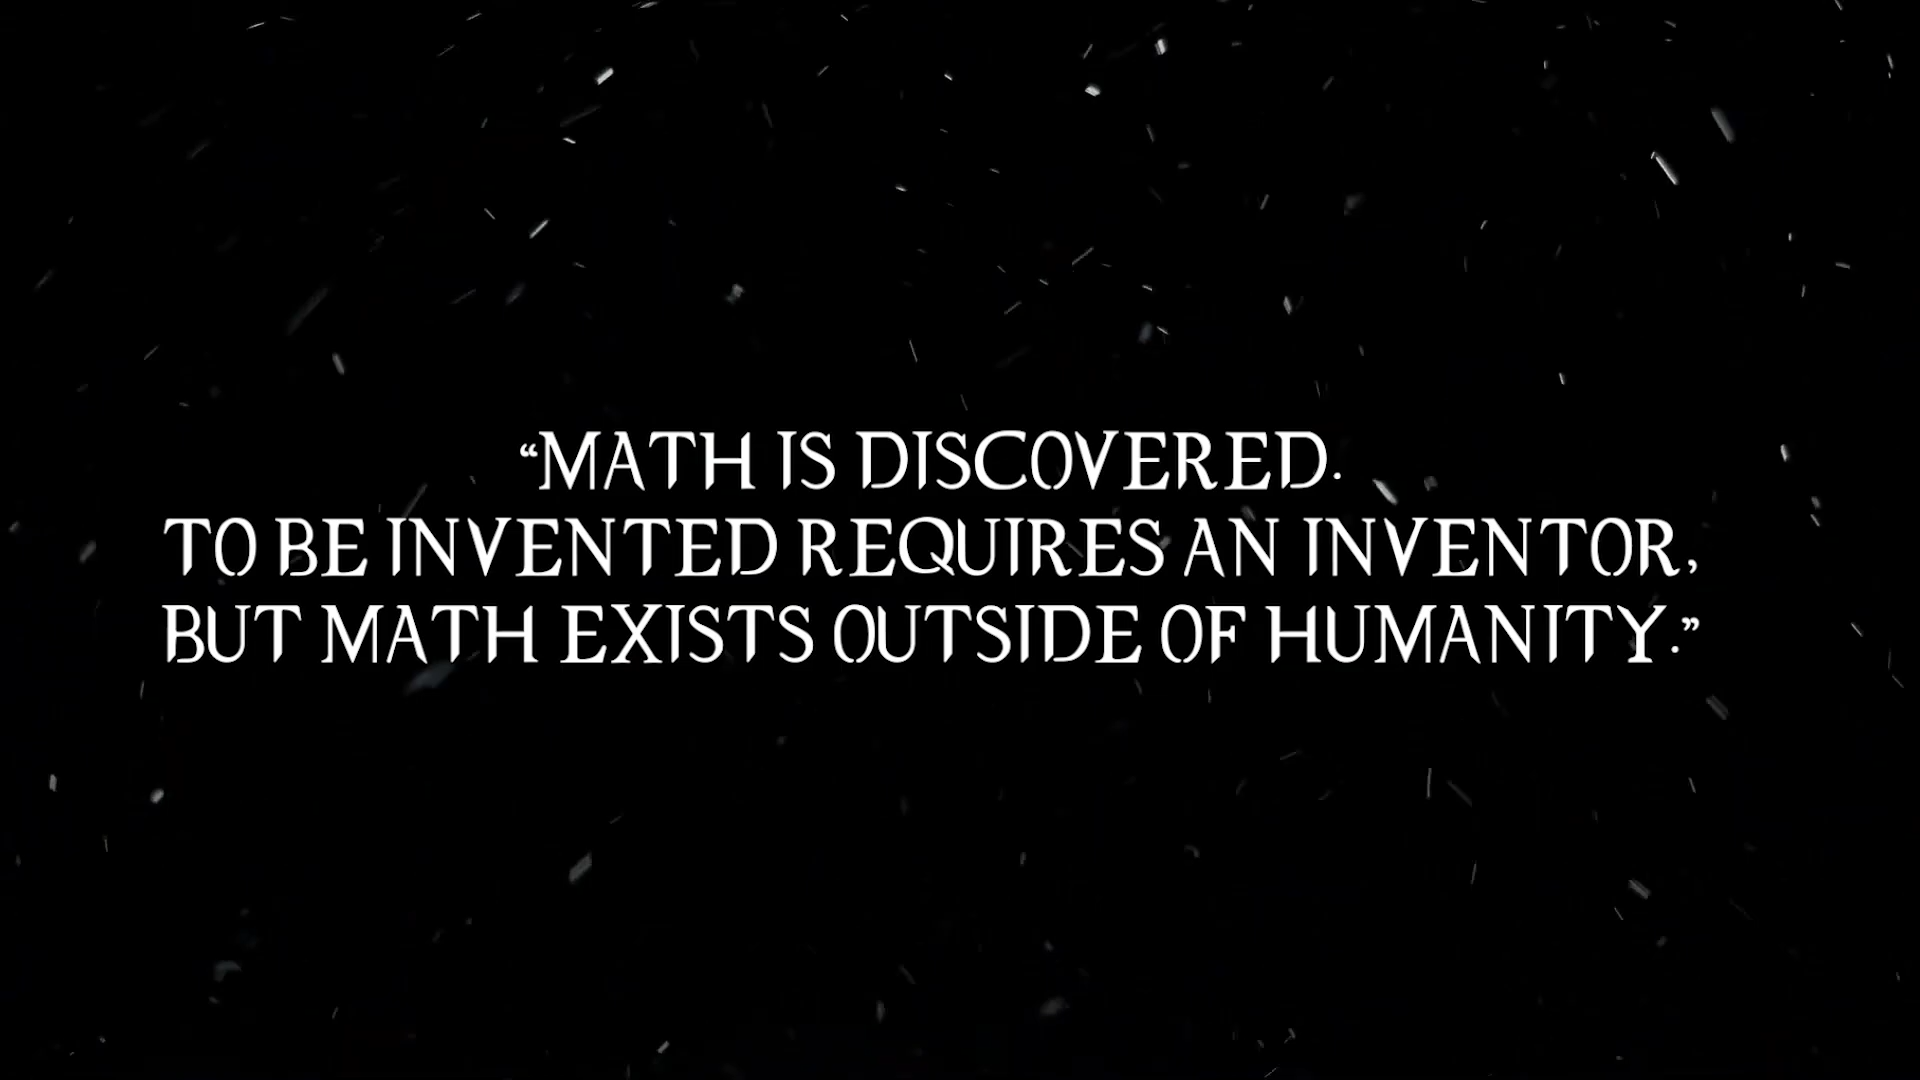 “MATH IS DISCOVERED.
TO BE INVENTED REQUIRES AN INVENTOR,
BUT MATH EXISTS OUTSIDE OF HUMANITY.”